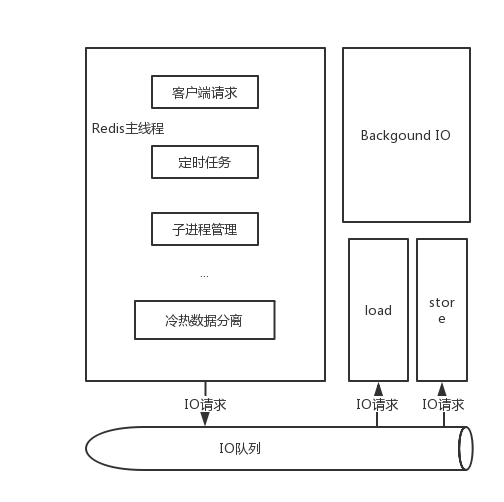 客户端请求
Redis主线程
定时任务
子进程管理
...
冷热数据分离
Backgound IO
load
stor
e
IO请求
IO请求
IO请求
IO队列